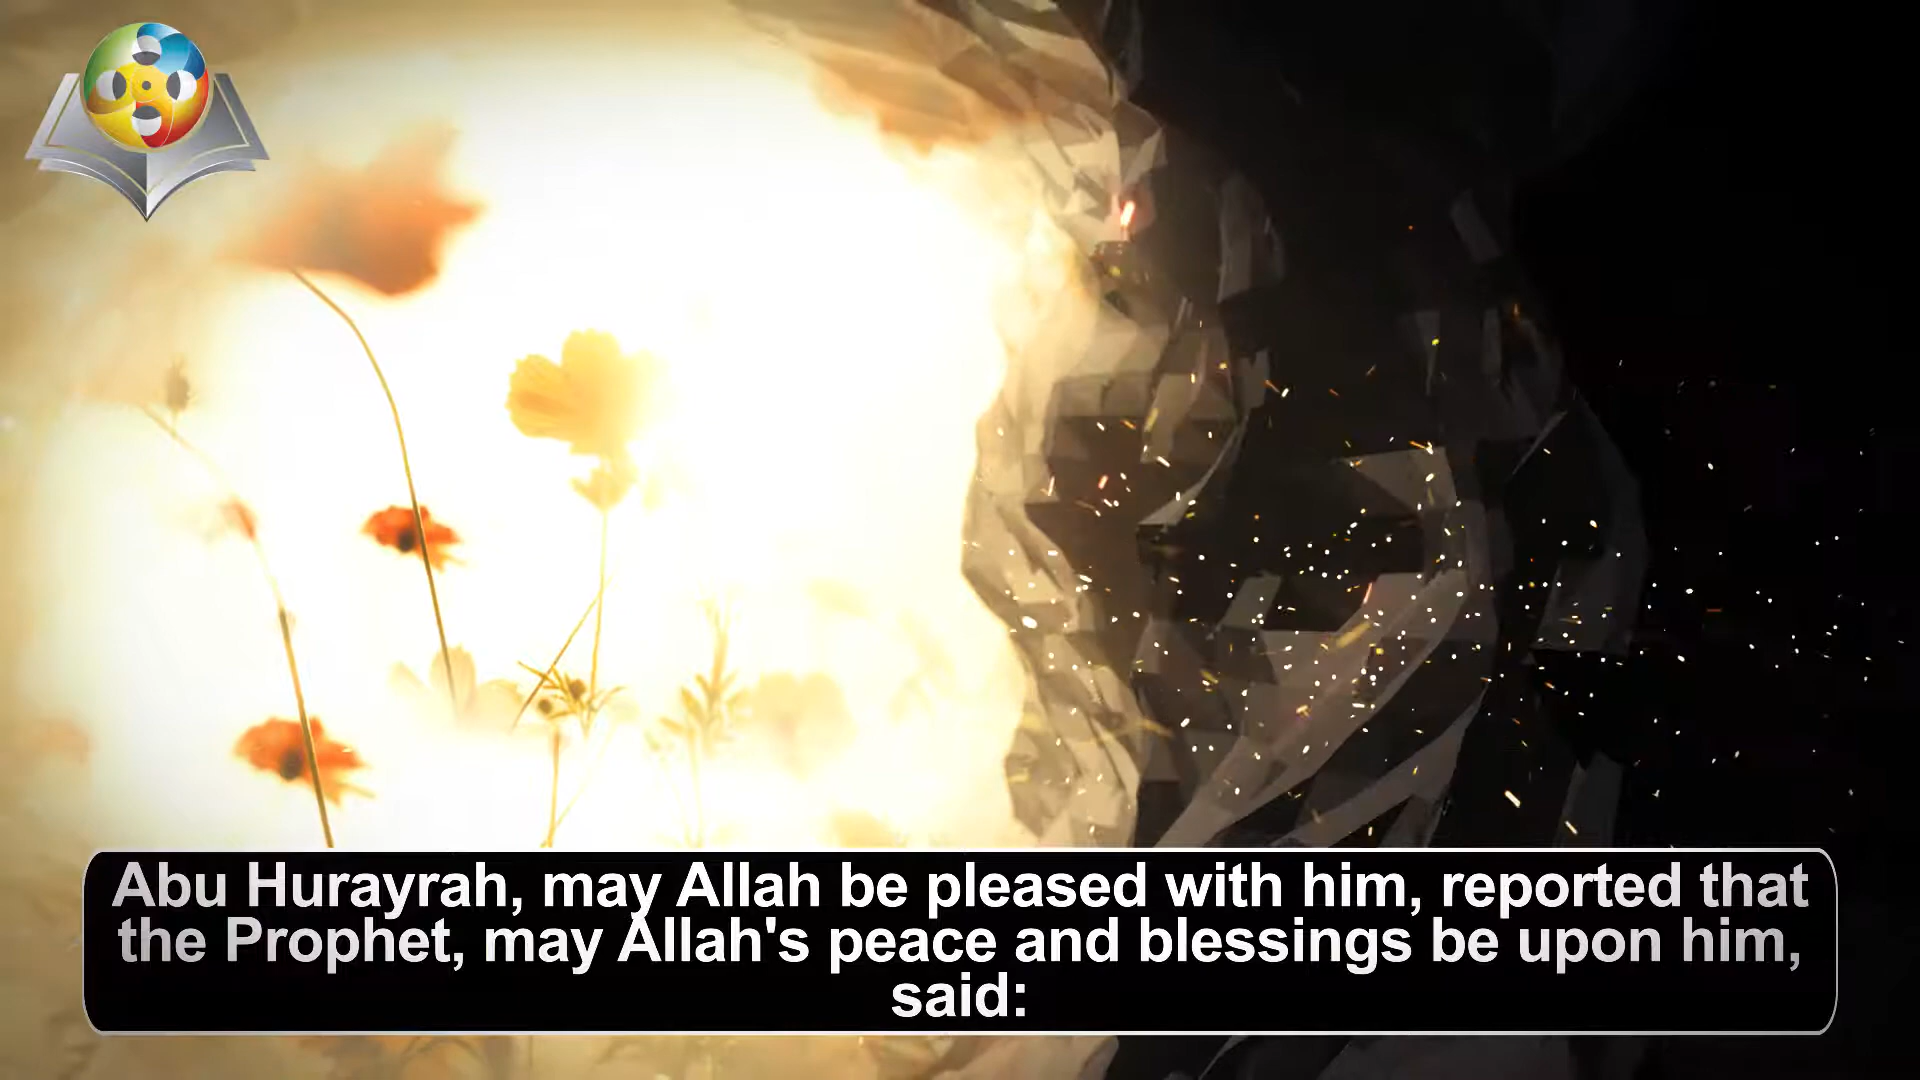 Abu Hurayrah, may Allah be pleased with him, reported that
the Prophet, may Allah's peace and blessings be upon him,
said: